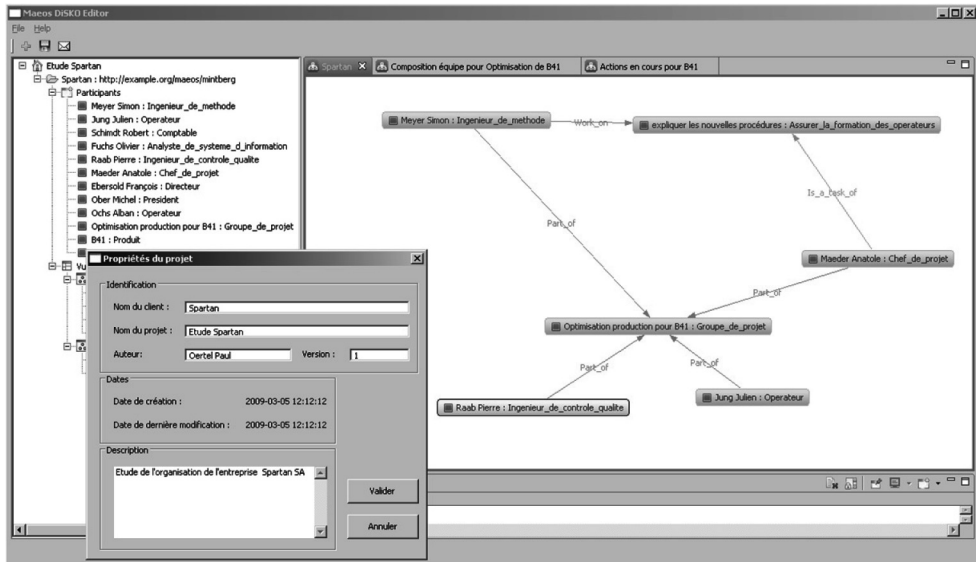 Maeos DiSKO Editor
File Help
Etude Spartan
Spartan : http://example.org/maeos/mintberg
Participants
Meyer Simon : Ingenieur_de_methode
Jung Julien : Operateur
Schimdt Robert : Comptable
Fuchs Olivier : Analyste_de_systeme_d_information
Raab Pierre : Ingenieur_de_controle_qualite
Maeder Anatole : Chef_de_projet
Ebersold François : Directeur
Ober Michel : President
Ochs Alban : Operateur
Optimisation production pour B41 : Groupe_de_projet
B41 : Produit
Vu
Spartan
Composition équipe pour Optimisation de B41
Actions en cours pour B41
Meyer Simon : Ingenieur_de_methode
Work_on
expliquer les nouvelles procédures : Assurer_la_formation_des_operateurs
Is_a_task_of
Part_of
Maeder Anatole : Chef_de_projet
Part_of
Optimisation production pour B41 : Groupe_de_projet
Part_of
Part_of
Jung Julien : Operateur
Raab Pierre : Ingenieur_de_controle_qualite
Propriétés du projet
Identification
Nom du client : Spartan
Nom du projet : Etude Spartan
Auteur: Oertel Paul Version : 1
Dates
Date de création : 2009-03-05 12:12:12
Date de dernière modification : 2009-03-05 12:12:12
Description
Etude de l'organisation de l'entreprise Spartan SA
Valider
Annuler